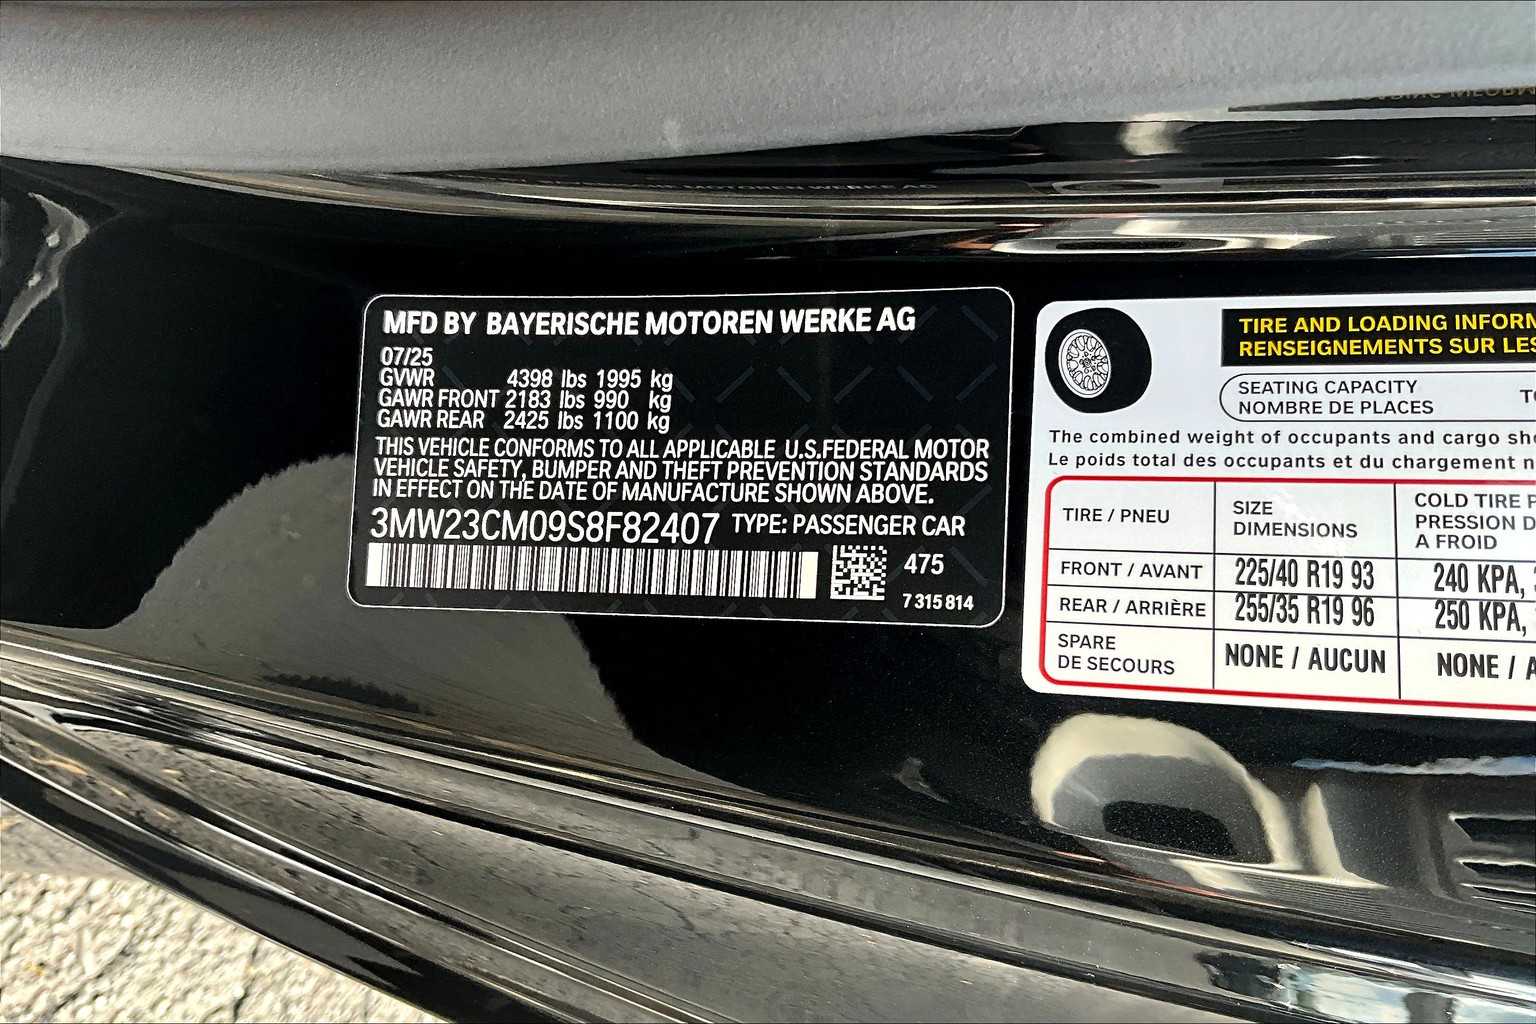 MFD BY BAYERISCHE MOTOREN WERKE AG
07/25
GVWR 4398 lbs 1995 kg
GAWR FRONT 2183 lbs 990 kg
GAWR REAR 2425 lbs 1100 kg
THIS VEHICLE CONFORMS TO ALL APPLICABLE U.S.FEDERAL MOTOR
VEHICLE SAFETY, BUMPER AND THEFT PREVENTION STANDARDS
IN EFFECT ON THE DATE OF MANUFACTURE SHOWN ABOVE.
3MW23CM09S8F82407 TYPE: PASSENGER CAR
475
7 315 814
TIRE AND LOADING INFORM
RENSEIGNEMENTS SUR LES
SEATING CAPACITY
NOMBRE DE PLACES
The combined weight of occupants and cargo sho
Le poids total des occupants et du chargement n
TIRE / PNEU
SIZE
DIMENSIONS
COLD TIRE P
PRESSION D
A FROID
FRONT / AVANT 225/40 R19 93 240 KPA,
REAR / ARRIÈRE 255/35 R19 96 250 KPA,
SPARE
DE SECOURS
NONE / AUCUN NONE / A